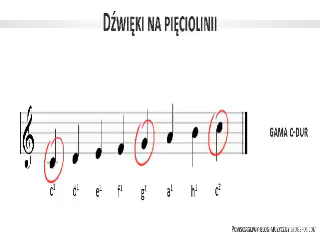 DŹWIĘKI NA PIĘCIOLINII
GAMA C-DUR
c¹ d¹ e¹ f¹ g¹ a¹ h¹ c²